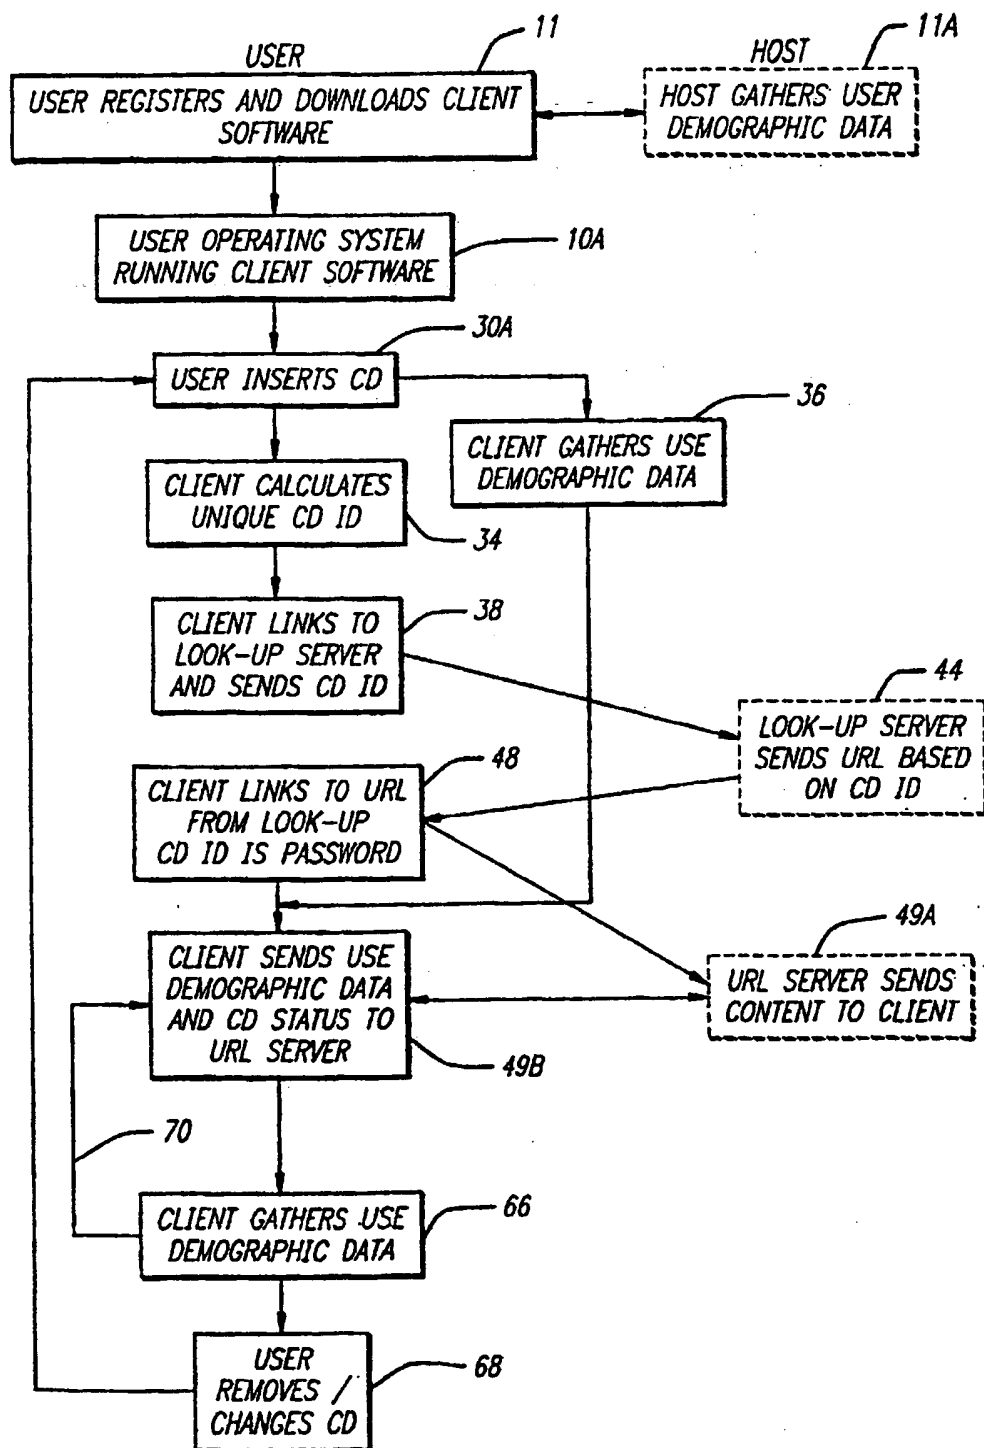 11
11A
USER
HOST
USER REGISTERS AND DOWNLOADS CLIENT
SOFTWARE
HOST GATHERS USER
DEMOGRAPHIC DATA
USER OPERATING SYSTEM
RUNNING CLIENT SOFTWARE
10A
30A
USER INSERTS CD
36
CLIENT GATHERS USE
DEMOGRAPHIC DATA
CLIENT CALCULATES
UNIQUE CD ID
34
38
CLIENT LINKS TO
LOOK-UP SERVER
AND SENDS CD ID
44
LOOK-UP SERVER
SENDS URL BASED
ON CD ID
48
CLIENT LINKS TO URL
FROM LOOK-UP
CD ID IS PASSWORD
49A
URL SERVER SENDS
CONTENT TO CLIENT
CLIENT SENDS USE
DEMOGRAPHIC DATA
AND CD STATUS TO
URL SERVER
49B
70
66
CLIENT GATHERS USE
DEMOGRAPHIC DATA
68
USER
REMOVES /
CHANGES CD